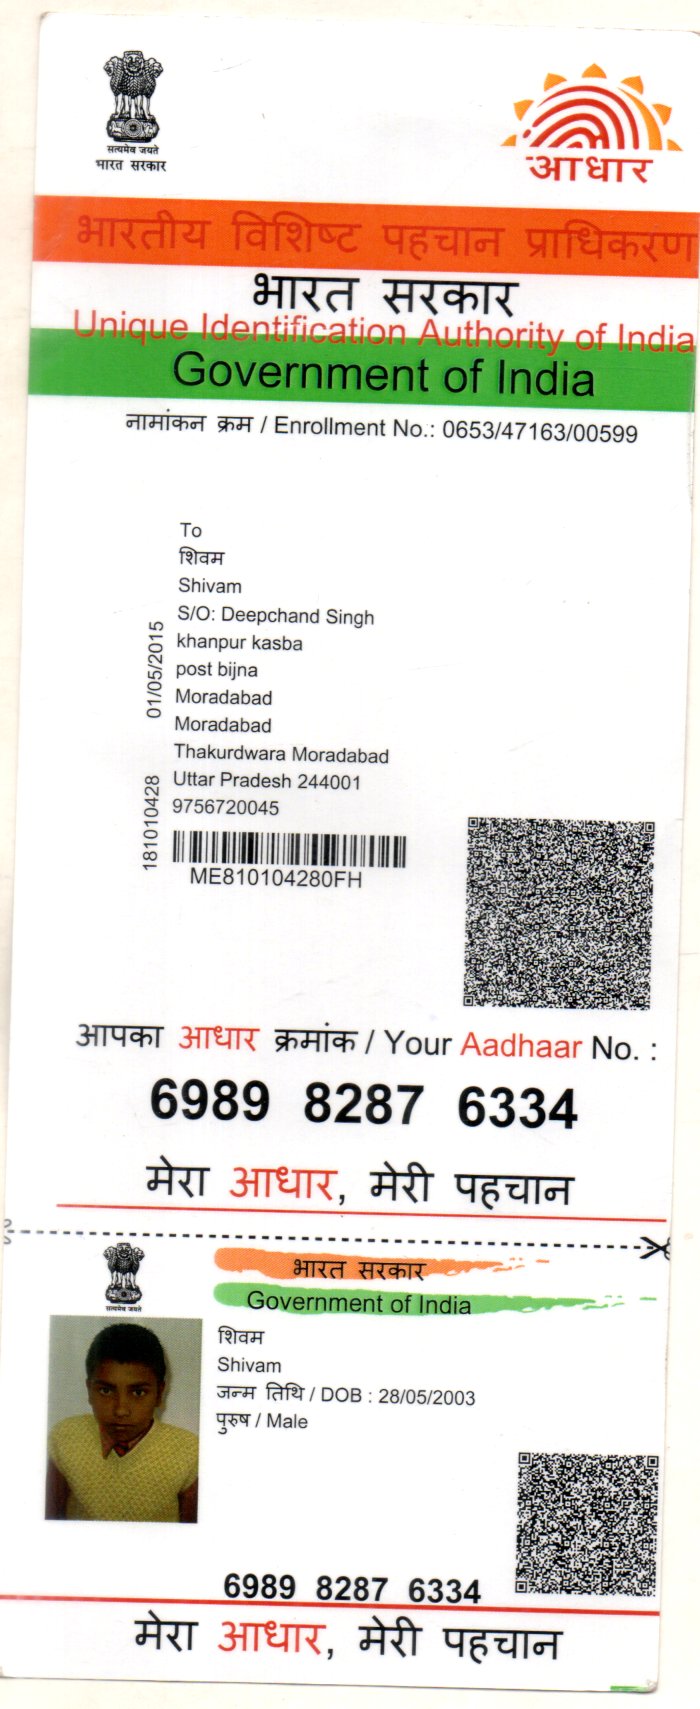 सत्यमेव जयते
भारत सरकार
आधार
भारतीय विशिष्ट पहचान प्राधिकरण
भारत सरकार
Unique Identification Authority of India
Government of India
नामांकन क्रम / Enrollment No.: 0653/47163/00599
To
शिवम
Shivam
S/O: Deepchand Singh
khanpur kasba
post bijna
Moradabad
Moradabad
Thakurdwara Moradabad
Uttar Pradesh 244001
9756720045
01/05/2015
181010428
ME810104280FH
आपका आधार क्रमांक / Your Aadhaar No. :
6989 8287 6334
मेरा आधार, मेरी पहचान
सत्यमेव जयते
भारत सरकार
Government of India
शिवम
Shivam
जन्म तिथि / DOB : 28/05/2003
पुरुष / Male
6989 8287 6334
मेरा आधार, मेरी पहचान